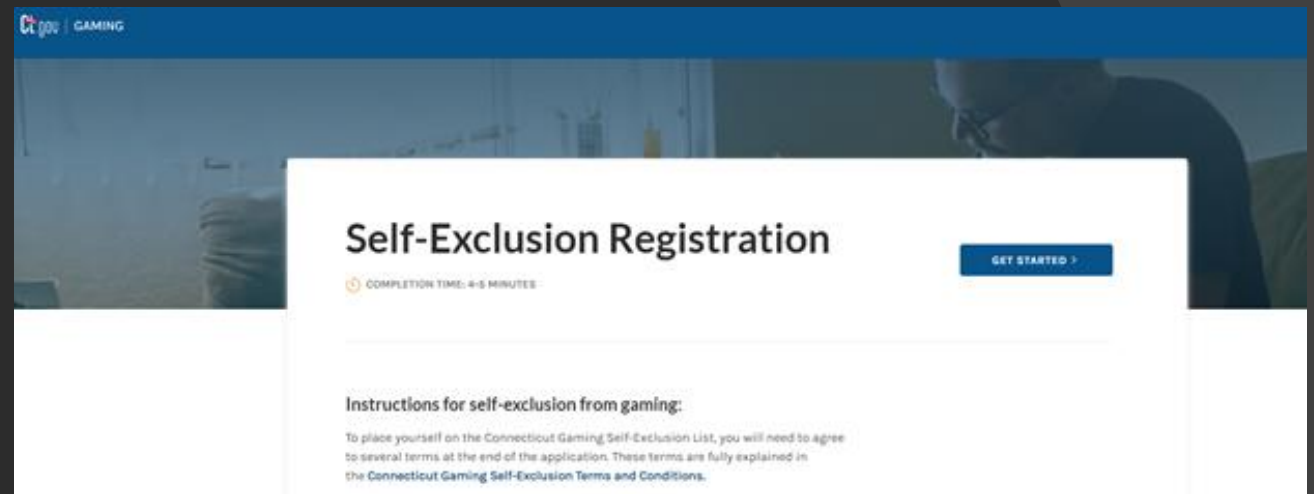 Ct.gov | GAMING
Self-Exclusion Registration
GET STARTED >
COMPLETION TIME: 4-5 MINUTES
Instructions for self-exclusion from gaming:
To place yourself on the Connecticut Gaming Self-Exclusion List, you will need to agree
to several terms at the end of the application. These terms are fully explained in
the Connecticut Gaming Self-Exclusion Terms and Conditions.